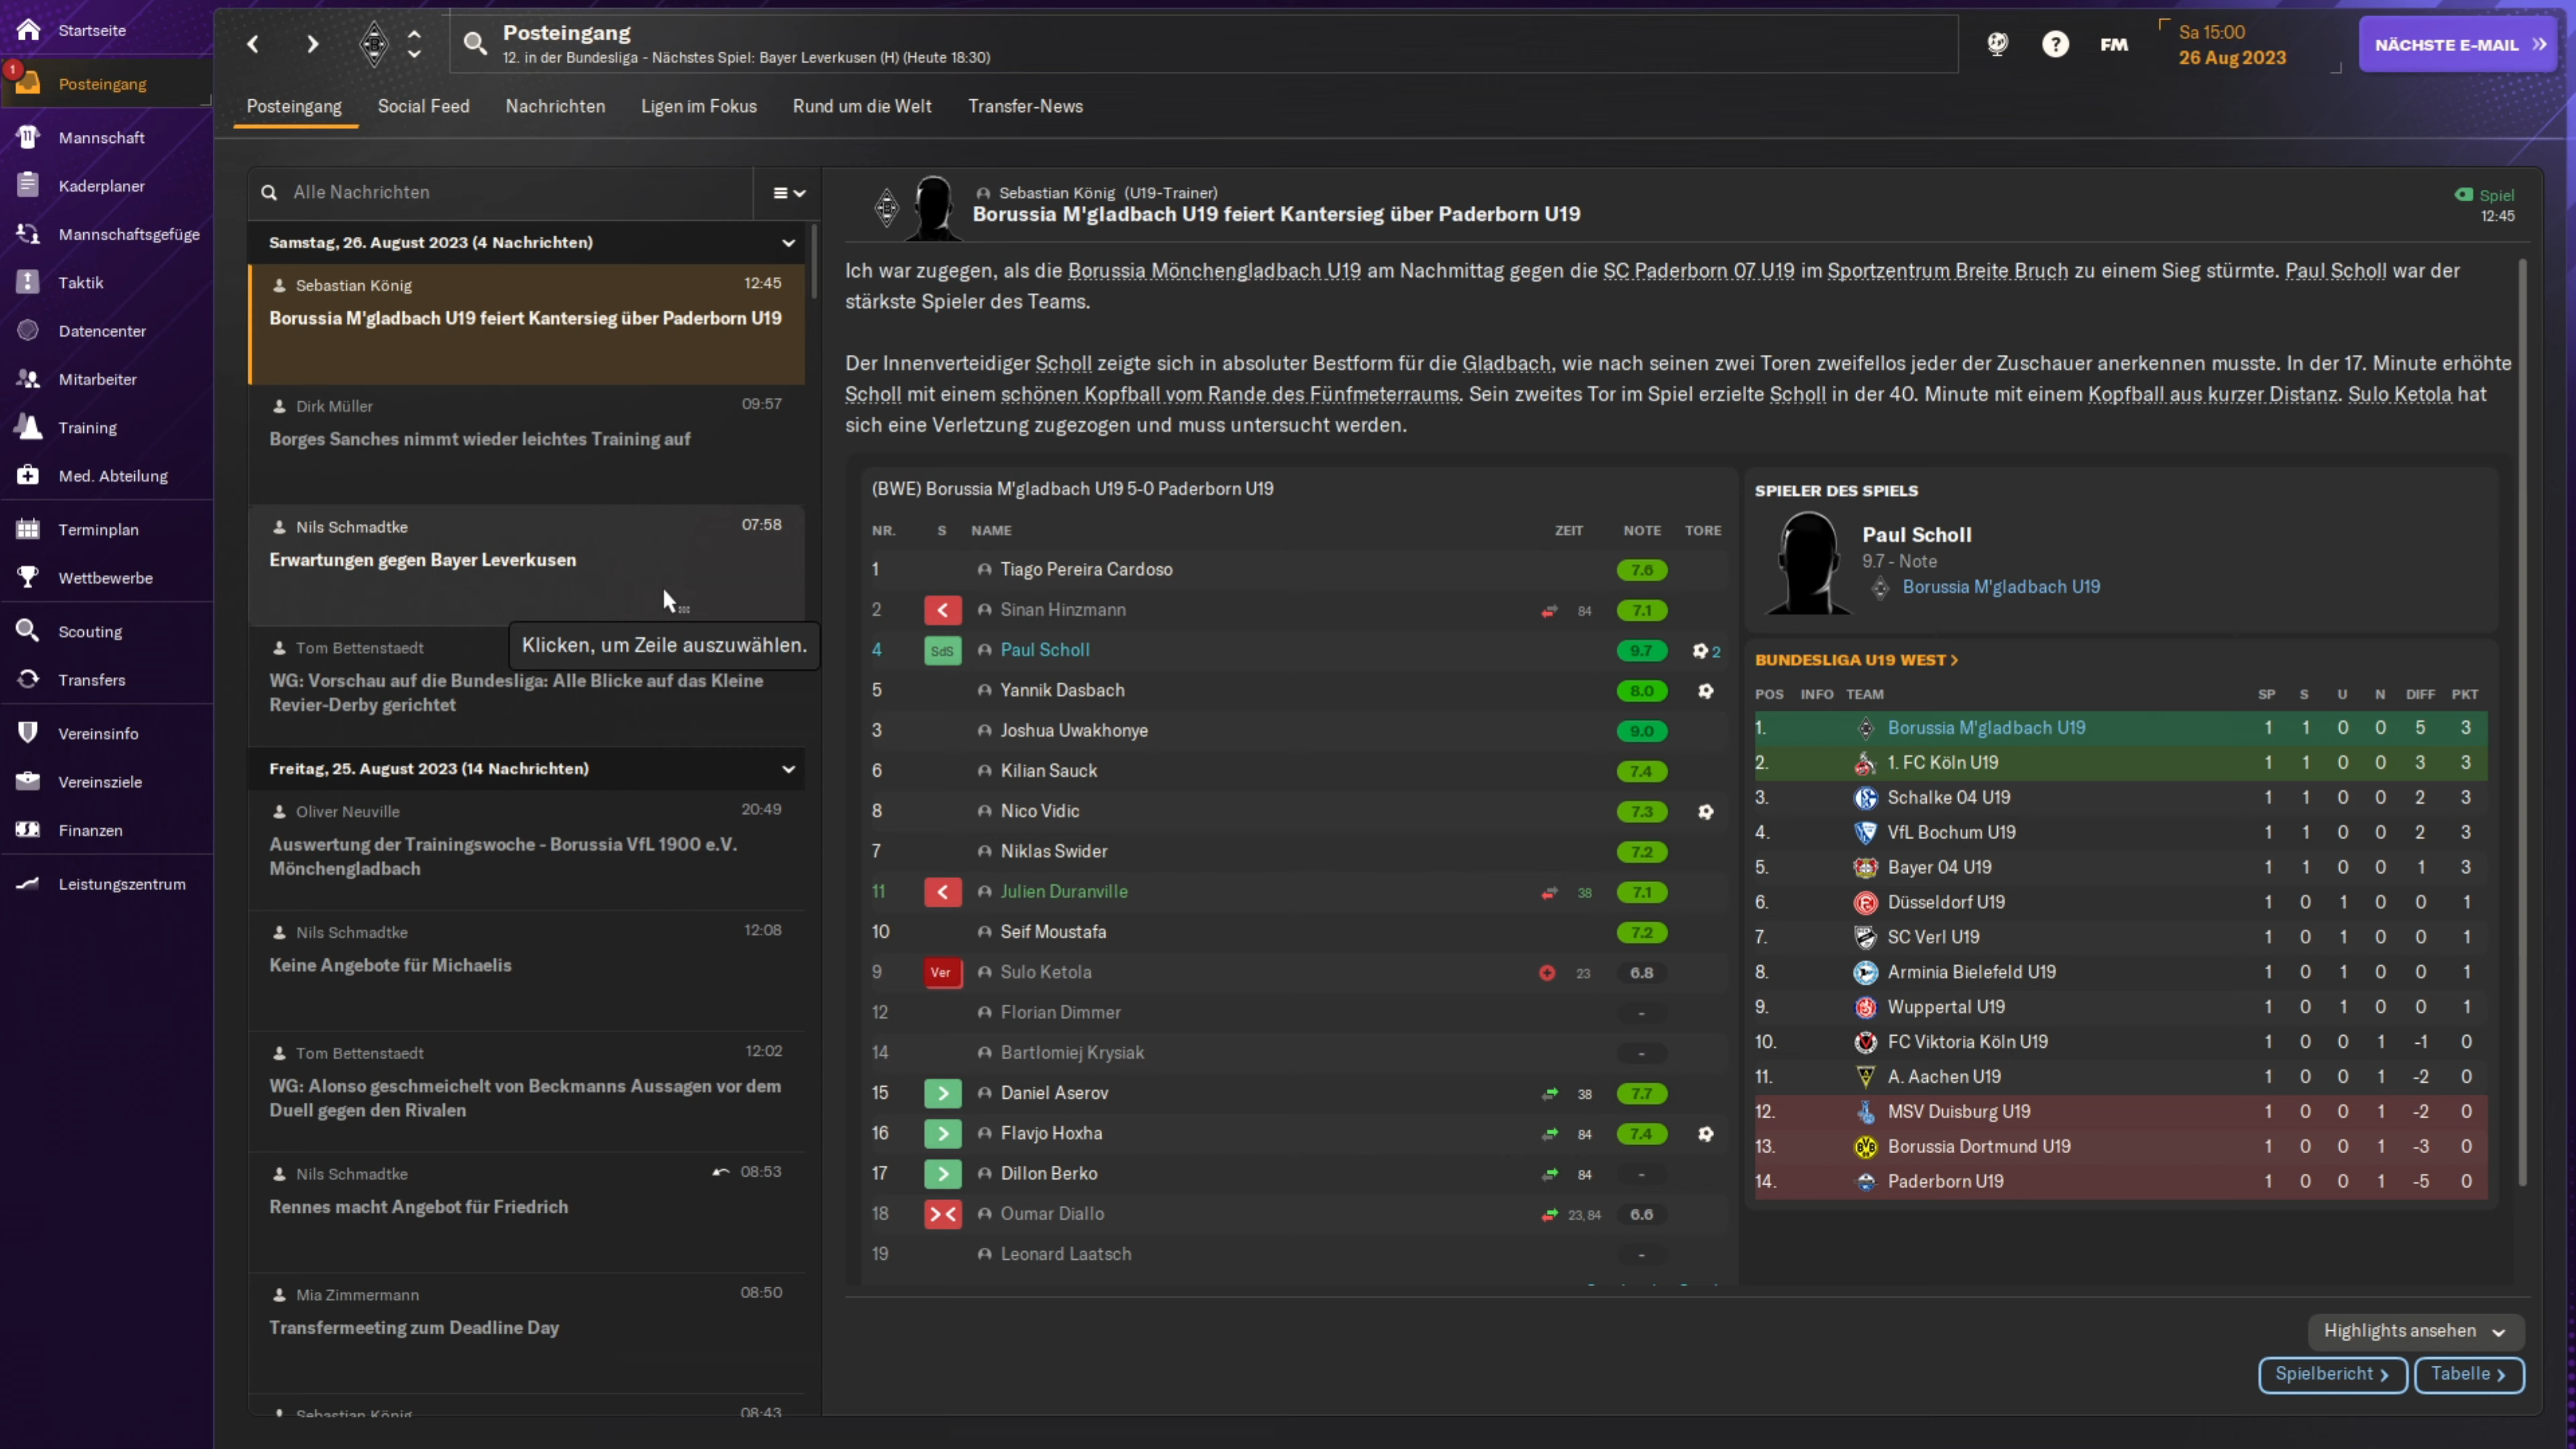 Startseite
1
Posteingang
Mannschaft
Kaderplaner
Mannschaftsgefüge
Taktik
Datencenter
Mitarbeiter
Training
Med. Abteilung
Terminplan
Wettbewerbe
Scouting
Transfers
Vereinsinfo
Vereinsziele
Finanzen
Leistungszentrum
Posteingang
12. in der Bundesliga - Nächstes Spiel: Bayer Leverkusen (H) (Heute 18:30)
?
FM
Sa 15:00
26 Aug 2023
NÄCHSTE E-MAIL
Posteingang Social Feed Nachrichten Ligen im Fokus Rund um die Welt Transfer-News
Alle Nachrichten
Samstag, 26. August 2023 (4 Nachrichten)
Sebastian König 12:45
Borussia M'gladbach U19 feiert Kantersieg über Paderborn U19
Dirk Müller 09:57
Borges Sanches nimmt wieder leichtes Training auf
Nils Schmadtke 07:58
Erwartungen gegen Bayer Leverkusen
Klicken, um Zeile auszuwählen.
Tom Bettenstaedt
WG: Vorschau auf die Bundesliga: Alle Blicke auf das Kleine
Revier-Derby gerichtet
Freitag, 25. August 2023 (14 Nachrichten)
Oliver Neuville 20:49
Auswertung der Trainingswoche - Borussia VfL 1900 e.V.
Mönchengladbach
Nils Schmadtke 12:08
Keine Angebote für Michaelis
Tom Bettenstaedt 12:02
WG: Alonso geschmeichelt von Beckmanns Aussagen vor dem
Duell gegen den Rivalen
Nils Schmadtke 08:53
Rennes macht Angebot für Friedrich
Mia Zimmermann 08:50
Transfermeeting zum Deadline Day
Sebastian König 08:43
Sebastian König (U19-Trainer)
Borussia M'gladbach U19 feiert Kantersieg über Paderborn U19
Spiel
12:45
Ich war zugegen, als die Borussia Mönchengladbach U19 am Nachmittag gegen die SC Paderborn 07 U19 im Sportzentrum Breite Bruch zu einem Sieg stürmte. Paul Scholl war der
stärkste Spieler des Teams.
Der Innenverteidiger Scholl zeigte sich in absoluter Bestform für die Gladbach, wie nach seinen zwei Toren zweifellos jeder der Zuschauer anerkennen musste. In der 17. Minute erhöhte
Scholl mit einem schönen Kopfball vom Rande des Fünfmeterraums. Sein zweites Tor im Spiel erzielte Scholl in der 40. Minute mit einem Kopfball aus kurzer Distanz. Sulo Ketola hat
sich eine Verletzung zugezogen und muss untersucht werden.
(BWE) Borussia M'gladbach U19 5-0 Paderborn U19
NR. S NAME ZEIT NOTE TORE
1 Tiago Pereira Cardoso 7.6
2 Sinan Hinzmann 84 7.1
4 SdS Paul Scholl 9.7 2
5 Yannik Dasbach 8.0
3 Joshua Uwakhonye 9.0
6 Kilian Sauck 7.4
8 Nico Vidic 7.3
7 Niklas Swider 7.2
11 Julien Duranville 38 7.1
10 Seif Moustafa 7.2
9 Ver Sulo Ketola 23 6.8
12 Florian Dimmer -
14 Bartłomiej Krysiak -
15 Daniel Aserov 38 7.7
16 Flavjo Hoxha 84 7.4
17 Dillon Berko 84 -
18 Oumar Diallo 23, 84 6.6
19 Leonard Laatsch -
SPIELER DES SPIELS
Paul Scholl
9.7 - Note
Borussia M'gladbach U19
BUNDESLIGA U19 WEST
POS INFO TEAM SP S U N DIFF PKT
1. Borussia M'gladbach U19 1 1 0 0 5 3
2. 1. FC Köln U19 1 1 0 0 3 3
3. Schalke 04 U19 1 1 0 0 2 3
4. VfL Bochum U19 1 1 0 0 2 3
5. Bayer 04 U19 1 1 0 0 1 3
6. Düsseldorf U19 1 0 1 0 0 1
7. SC Verl U19 1 0 1 0 0 1
8. Arminia Bielefeld U19 1 0 1 0 0 1
9. Wuppertal U19 1 0 1 0 0 1
10. FC Viktoria Köln U19 1 0 0 1 -1 0
11. A. Aachen U19 1 0 0 1 -2 0
12. MSV Duisburg U19 1 0 0 1 -2 0
13. Borussia Dortmund U19 1 0 0 1 -3 0
14. Paderborn U19 1 0 0 1 -5 0
Highlights ansehen
Spielbericht Tabelle